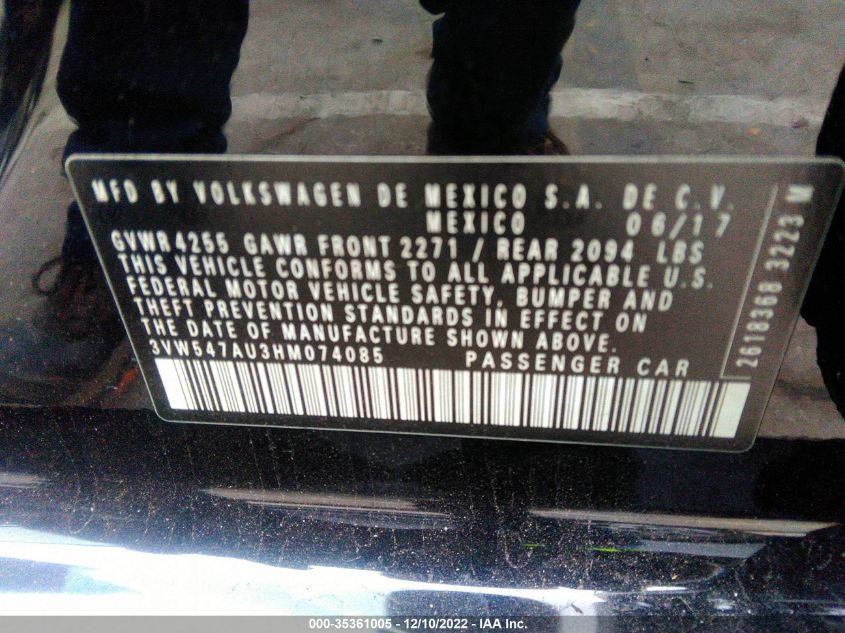 MFD BY VOLKSWAGEN DE MEXICO S.A. DE C.V.
MEXICO 06/17
GVWR 4255 GAWR FRONT 2271 / REAR 2094 LBS
THIS VEHICLE CONFORMS TO ALL APPLICABLE U.S.
FEDERAL MOTOR VEHICLE SAFETY, BUMPER AND
THEFT PREVENTION STANDARDS IN EFFECT ON
THE DATE OF MANUFACTURE SHOWN ABOVE.
3VW547AU3HM074085 PASSENGER CAR
2618368 3223 M
000-35361005 - 12/10/2022 - IAA Inc.